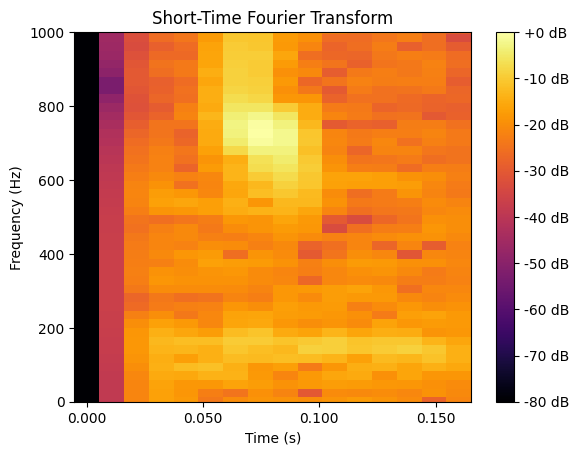 Short-Time Fourier Transform
Frequency (Hz)
1000
800
600
400
200
0
0.000
0.050
0.100
0.150
Time (s)
+0 dB
-10 dB
-20 dB
-30 dB
-40 dB
-50 dB
-60 dB
-70 dB
-80 dB